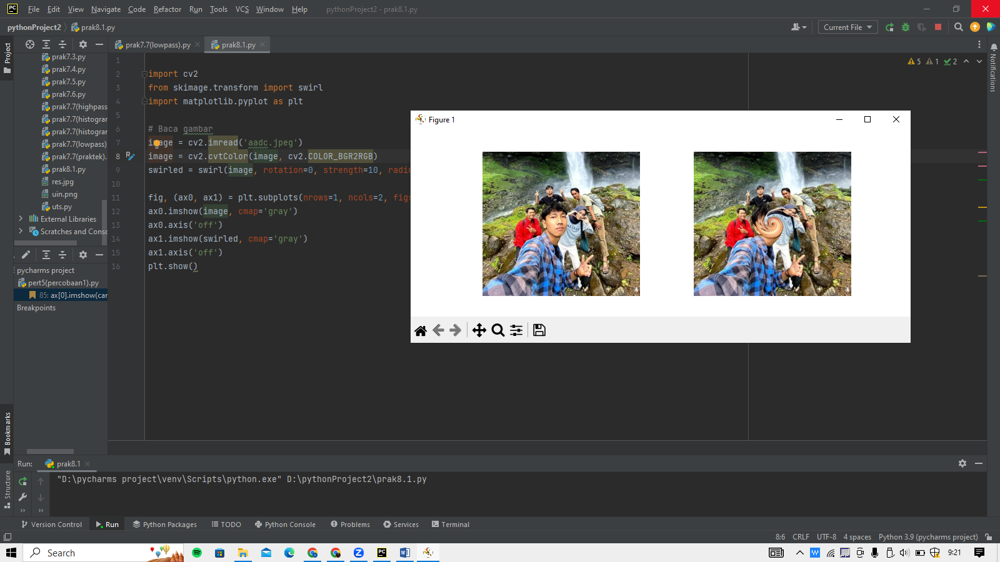 File Edit View Navigate Code Refactor Run Tools VCS Window Help pythonProject2 - prak8.1.py
pythonProject2 prak8.1.py Current File
Project
prak7.7(lowpass).py prak8.1.py
prak7.3.py
prak7.4.py
prak7.5.py
prak7.6.py
prak7.7(highpass
prak7.7(histogran
prak7.7(histogran
prak7.7(lowpass)
prak7.7(praktek).
prak8.1.py
res.jpg
uin.png
uts.py
External Libraries
Scratches and Consc
pycharms project
pert5(percobaan1).py
85: ax[0].imshow(car
Breakpoints
1
2 import cv2
3 from skimage.transform import swirl
4 import matplotlib.pyplot as plt
5
6 # Baca gambar
7 image = cv2.imread('aadc.jpeg')
8 image = cv2.cvtColor(image, cv2.COLOR_BGR2RGB)
9 swirled = swirl(image, rotation=0, strength=10, radiu
10
11 fig, (ax0, ax1) = plt.subplots(nrows=1, ncols=2, figs
12 ax0.imshow(image, cmap='gray')
13 ax0.axis('off')
14 ax1.imshow(swirled, cmap='gray')
15 ax1.axis('off')
16 plt.show()
5 1 2
Notifications
Figure 1
Bookmarks
Structure
Run: prak8.1
"D:\pycharms project\venv\Scripts\python.exe" D:\pythonProject2\prak8.1.py
Version Control Run Python Packages TODO Python Console Problems Services Terminal
8:6 CRLF UTF-8 4 spaces Python 3.9 (pycharms project)
Search 9:21